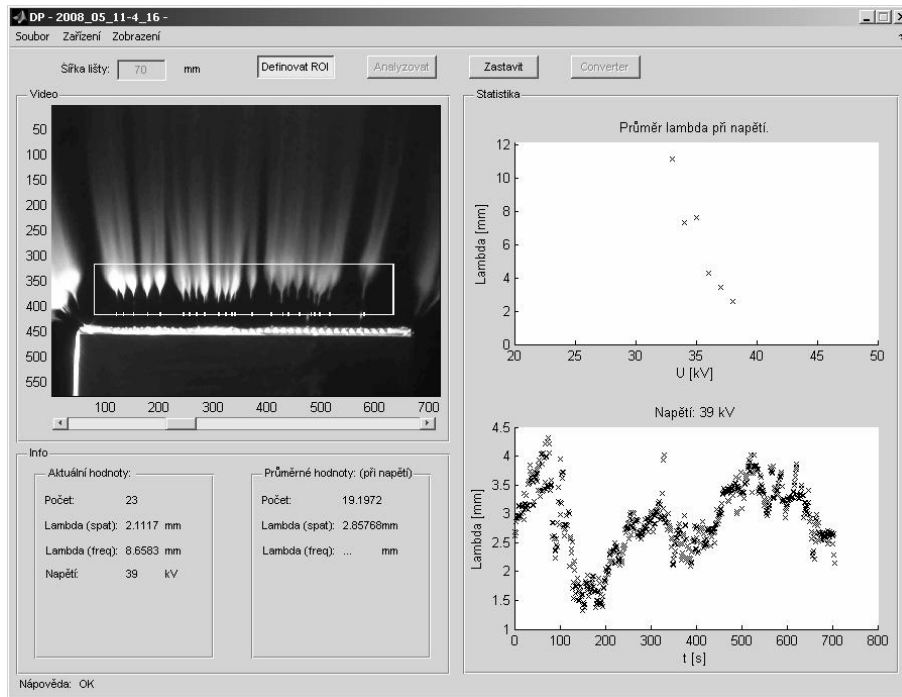 DP - 2008_05_11-4_16 -
Soubor Zařízení Zobrazení
Šířka lišty: 70 mm Definovat ROI Analyzovat Zastavit Converter
Video
50
100
150
200
250
300
350
400
450
500
550
100 200 300 400 500 600 700
Info
Aktuální hodnoty:
Počet: 23
Lambda (spat): 2.1117 mm
Lambda (freq): 8.6583 mm
Napětí: 39 kV
Průměrné hodnoty: (při napětí)
Počet: 19.1972
Lambda (spat): 2.85768mm
Lambda (freq): ... mm
Statistika
Průměr lambda při napětí.
Lambda [mm]
12
10
8
6
4
2
0
20 25 30 35 40 45 50
U [kV]
Napětí: 39 kV
Lambda [mm]
4.5
4
3.5
3
2.5
2
1.5
1
0 100 200 300 400 500 600 700 800
t [s]
Nápověda: OK